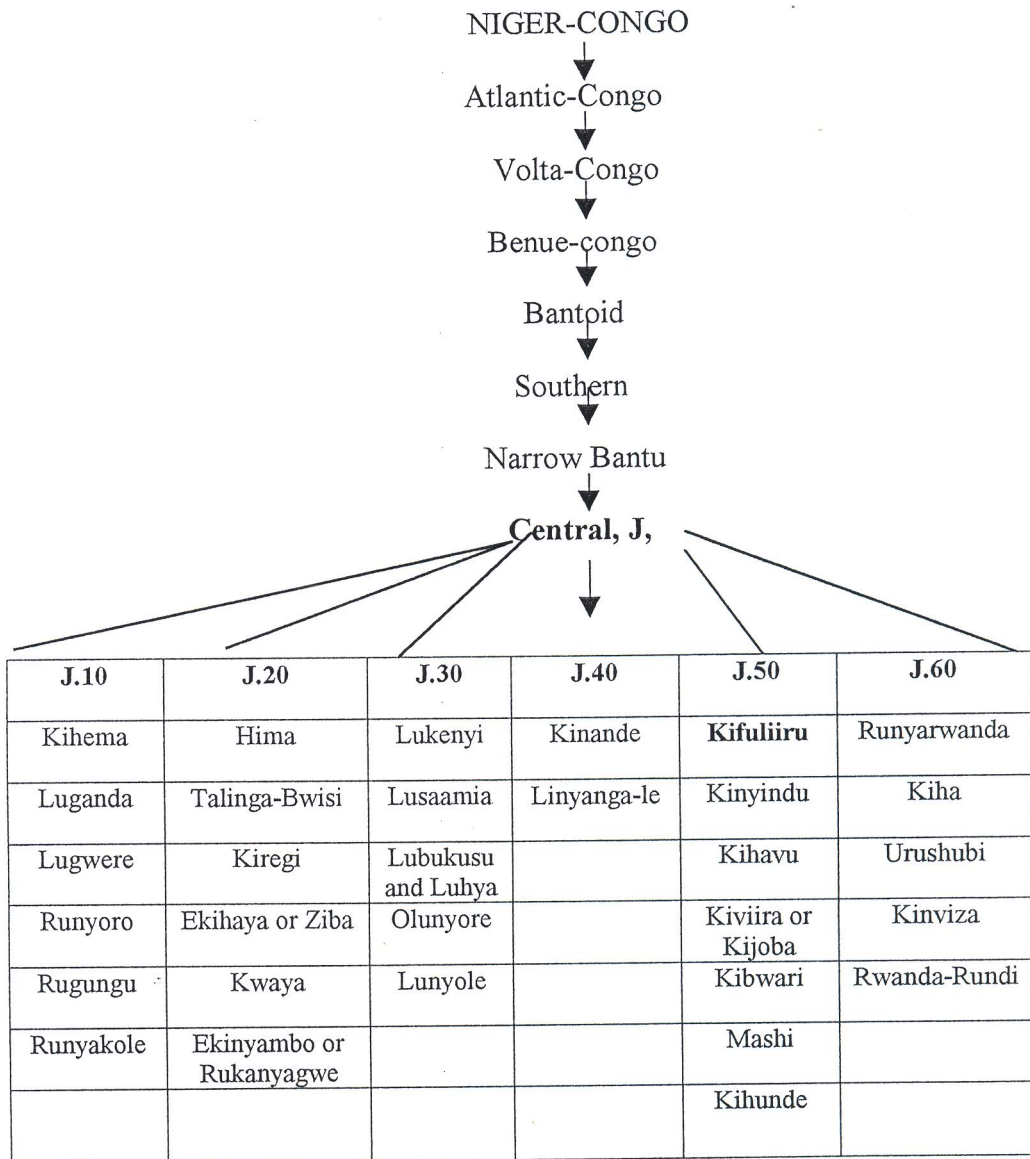 NIGER-CONGO
Atlantic-Congo
Volta-Congo
Benue-congo
Bantoid
Southern
Narrow Bantu
Central, J,
J.10 J.20 J.30 J.40 J.50 J.60
Kihema Hima Lukenyi Kinande Kifuliiru Runyarwanda
Luganda Talinga-Bwisi Lusaamia Linyanga-le Kinyindu Kiha
Lugwere Kiregi Lubukusu and Luhya Kihavu Urushubi
Runyoro Ekihaya or Ziba Olunyore Kiviira or Kijoba Kinviza
Rugungu Kwaya Lunyole Kibwari Rwanda-Rundi
Runyakole Ekinyambo or Rukanyagwe Mashi
Kihunde